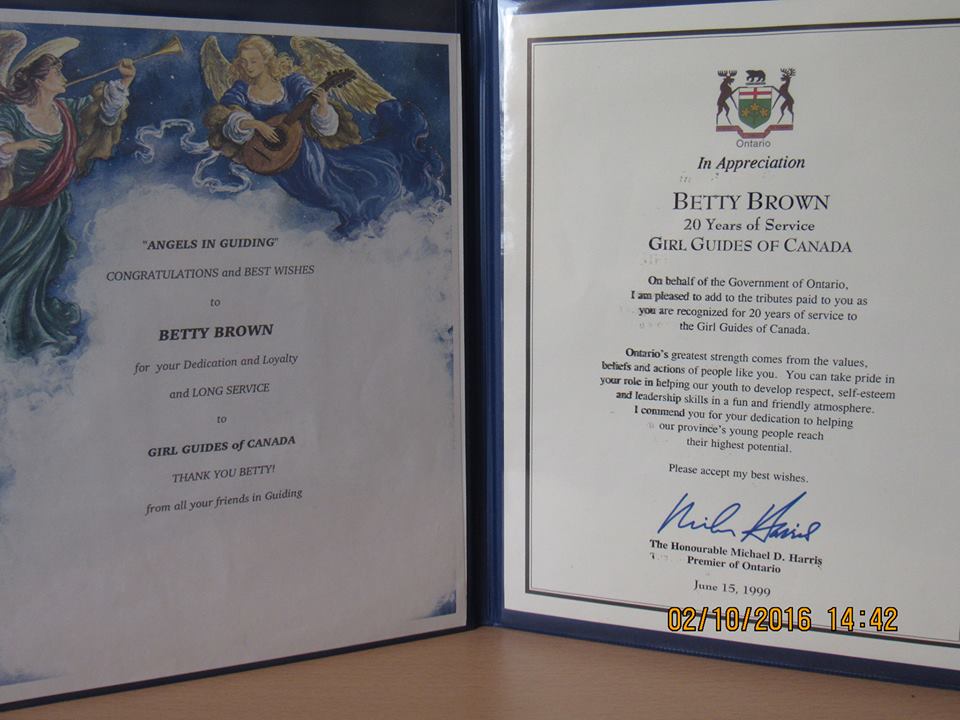 "ANGELS IN GUIDING"
CONGRATULATIONS and BEST WISHES
to
BETTY BROWN
for your Dedication and Loyalty
and LONG SERVICE
to
GIRL GUIDES of CANADA
THANK YOU BETTY!
from all your friends in Guiding
Ontario
In Appreciation
BETTY BROWN
20 Years of Service
GIRL GUIDES OF CANADA
On behalf of the Government of Ontario,
I am pleased to add to the tributes paid to you as
you are recognized for 20 years of service to
the Girl Guides of Canada.
Ontario's greatest strength comes from the values,
beliefs and actions of people like you. You can take pride in
your role in helping our youth to develop respect, self-esteem
and leadership skills in a fun and friendly atmosphere.
I commend you for your dedication to helping
our province's young people reach
their highest potential.
Please accept my best wishes.
Mike Harris
The Honourable Michael D. Harris
Premier of Ontario
June 15, 1999
02/10/2016 14:42